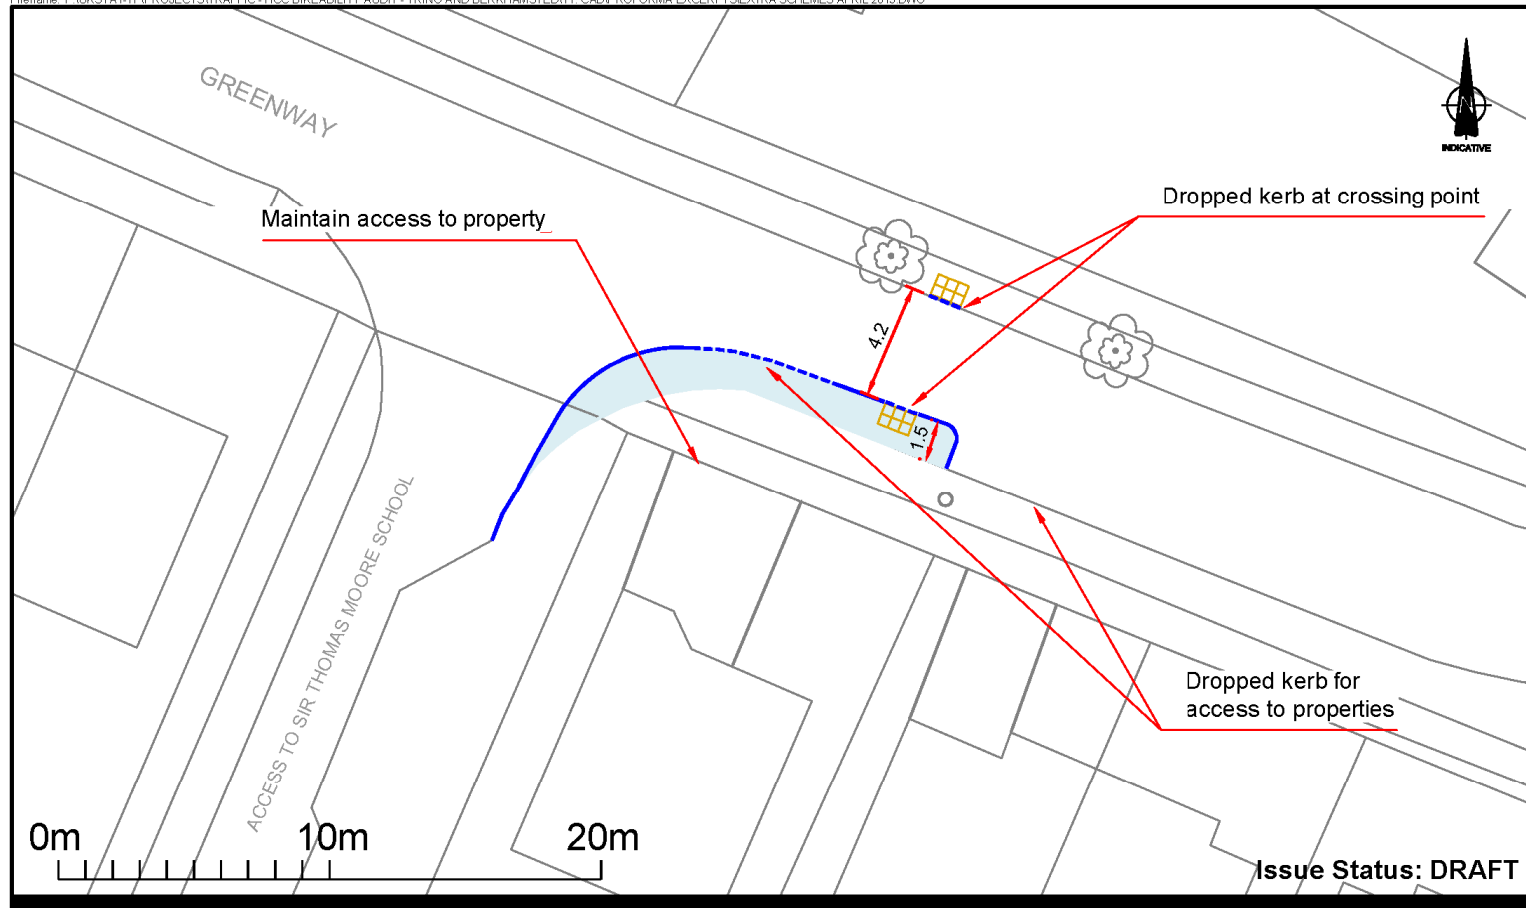 GREENWAY
N
INDICATIVE
Dropped kerb at crossing point
Maintain access to property
4.2
1.5
ACCESS TO SIR THOMAS MOORE SCHOOL
Dropped kerb for
access to properties
0m 10m 20m
Issue Status: DRAFT